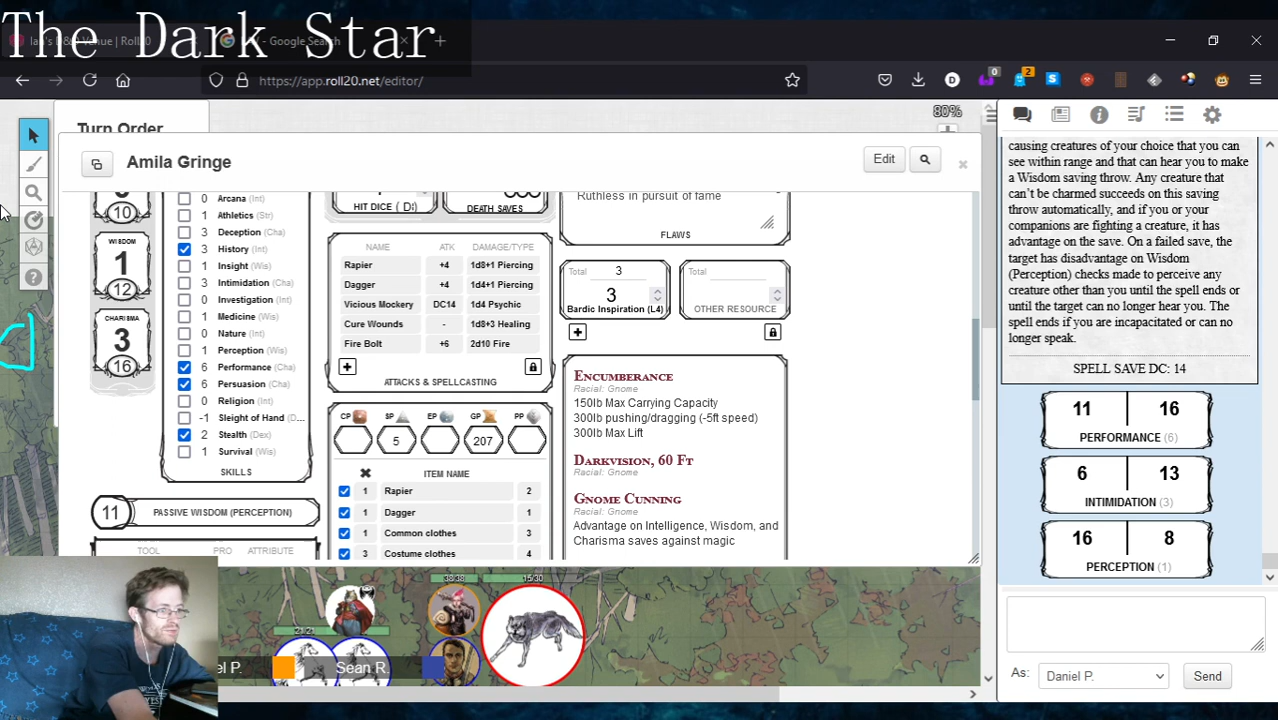 The Dark Star
Ian's D&D Venue | Roll20
- Google Search
https://app.roll20.net/editor/
0
2
80%
Turn Order
Amila Gringe
Edit
10
WISDOM
1
12
CHARISMA
3
16
0 Arcana (Int)
1 Athletics (Str)
3 Deception (Cha)
3 History (Int)
1 Insight (Wis)
3 Intimidation (Cha)
0 Investigation (Int)
1 Medicine (Wis)
0 Nature (Int)
1 Perception (Wis)
6 Performance (Cha)
6 Persuasion (Cha)
0 Religion (Int)
-1 Sleight of Hand (D...
2 Stealth (Dex)
1 Survival (Wis)
SKILLS
11 PASSIVE WISDOM (PERCEPTION)
TOOL PRO ATTRIBUTE
HIT DICE
DEATH SAVES
NAME ATK DAMAGE/TYPE
Rapier +4 1d8+1 Piercing
Dagger +4 1d4+1 Piercing
Vicious Mockery DC14 1d4 Psychic
Cure Wounds - 1d8+3 Healing
Fire Bolt +6 2d10 Fire
ATTACKS & SPELLCASTING
CP SP EP GP PP
5 207
ITEM NAME
1 Rapier 2
1 Dagger 1
1 Common clothes 3
3 Costume clothes 4
Ruthless in pursuit of fame
FLAWS
Total 3
3
Bardic Inspiration (L4)
Total
OTHER RESOURCE
ENCUMBERANCE
Racial: Gnome
150lb Max Carrying Capacity
300lb pushing/dragging (-5ft speed)
300lb Max Lift
DARKVISION, 60 FT
Racial: Gnome
GNOME CUNNING
Racial: Gnome
Advantage on Intelligence, Wisdom, and
Charisma saves against magic
causing creatures of your choice that you can
see within range and that can hear you to make
a Wisdom saving throw. Any creature that
can't be charmed succeeds on this saving
throw automatically, and if you or your
companions are fighting a creature, it has
advantage on the save. On a failed save, the
target has disadvantage on Wisdom
(Perception) checks made to perceive any
creature other than you until the spell ends or
until the target can no longer hear you. The
spell ends if you are incapacitated or can no
longer speak.
SPELL SAVE DC: 14
11 16
PERFORMANCE (6)
6 13
INTIMIDATION (3)
16 8
PERCEPTION (1)
As: Daniel P.
Send
38/38
15/30
21/21
el P.
Sean R.